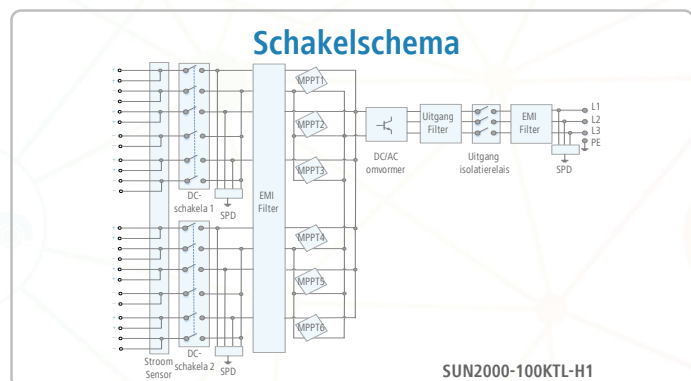 Schakelschema
MPPT1
MPPT2
MPPT3
MPPT4
MPPT5
MPPT6
EMI
Filter
DC-
schakela 1
SPD
Stroom
Sensor
DC-
schakela 2
SPD
DC/AC
omvormer
Uitgang
Filter
Uitgang
isolatierelais
EMI
Filter
L1
L2
L3
PE
SPD
SUN2000-100KTL-H1